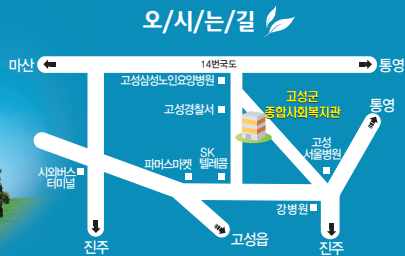 오/시/는/길
마산
14번국도
통영
고성삼성노인요양병원
고성군
종합사회복지관
고성경찰서
통영
고성
서울병원
SK
텔레콤
파머스마켓
시외버스
터미널
강병원
진주
고성읍
진주